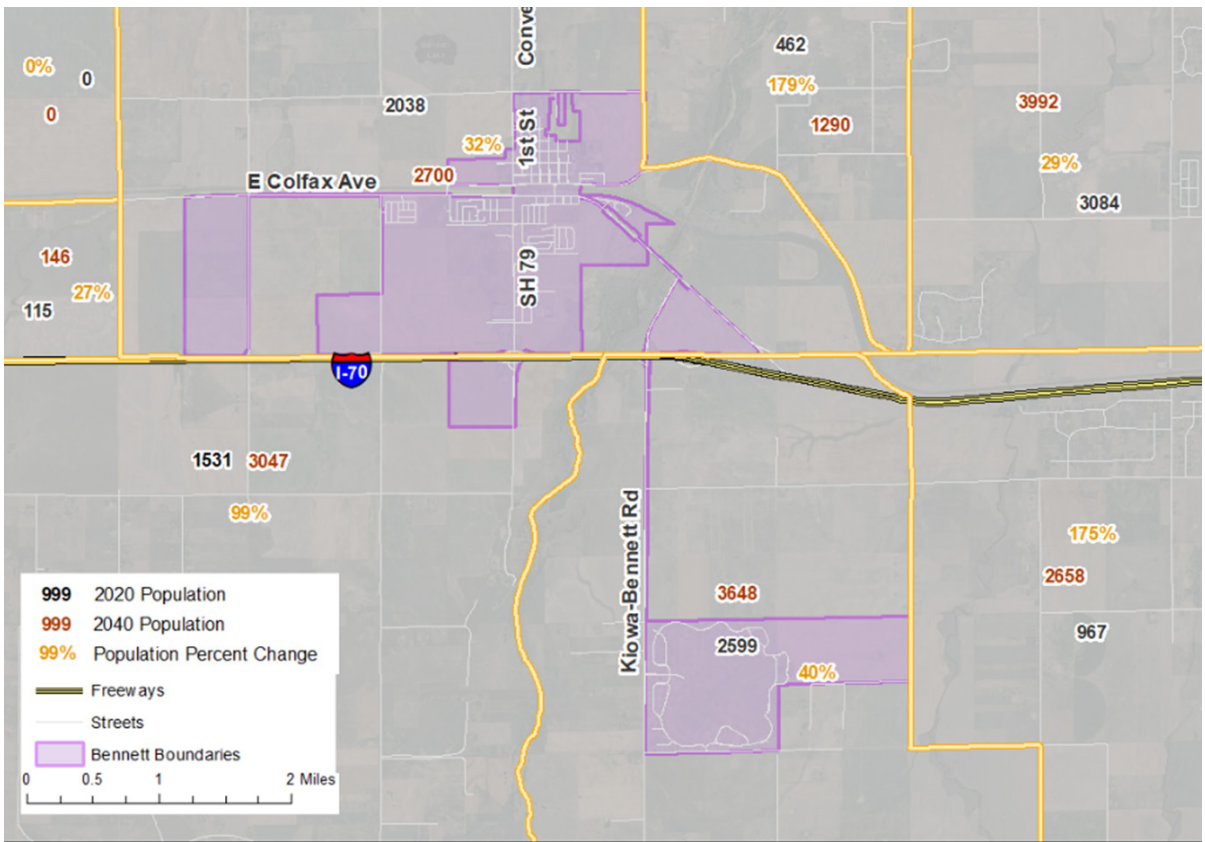 Conve
462
0%
0
179%
2038
3992
0
1290
1st St
32%
29%
2700
E Colfax Ave
3084
146
SH 79
27%
115
I-70
1531 3047
99%
Kiowa-Bennett Rd
175%
2658
3648
967
2599
40%
999 2020 Population
999 2040 Population
99% Population Percent Change
Freeways
Streets
Bennett Boundaries
0 0.5 1 2 Miles